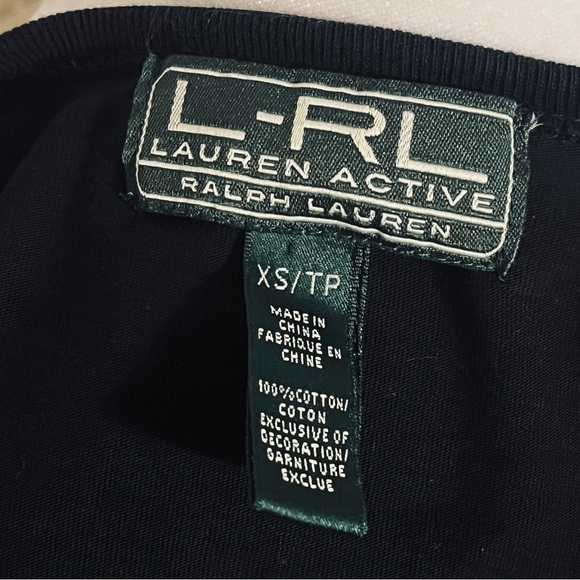 L-RL
LAUREN ACTIVE
RALPH LAUREN
XS/TP
MADE IN
CHINA
FABRIQUE EN
CHINE
100%COTTON/
COTON
EXCLUSIVE OF
DECORATION/
GARNITURE
EXCLUE